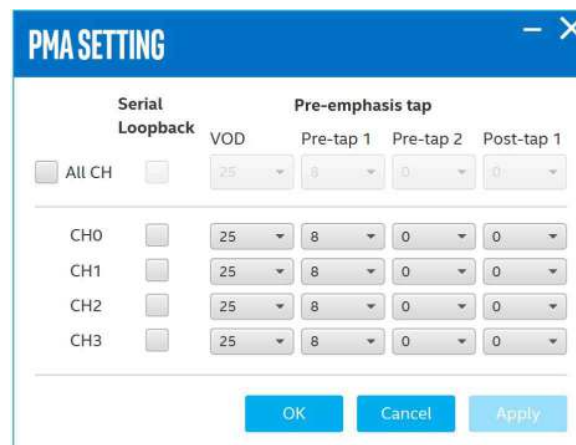 PMA SETTING
Serial Loopback
Pre-emphasis tap
VOD Pre-tap 1 Pre-tap 2 Post-tap 1
All CH 25 8 0 0
CH0 25 8 0 0
CH1 25 8 0 0
CH2 25 8 0 0
CH3 25 8 0 0
OK Cancel Apply